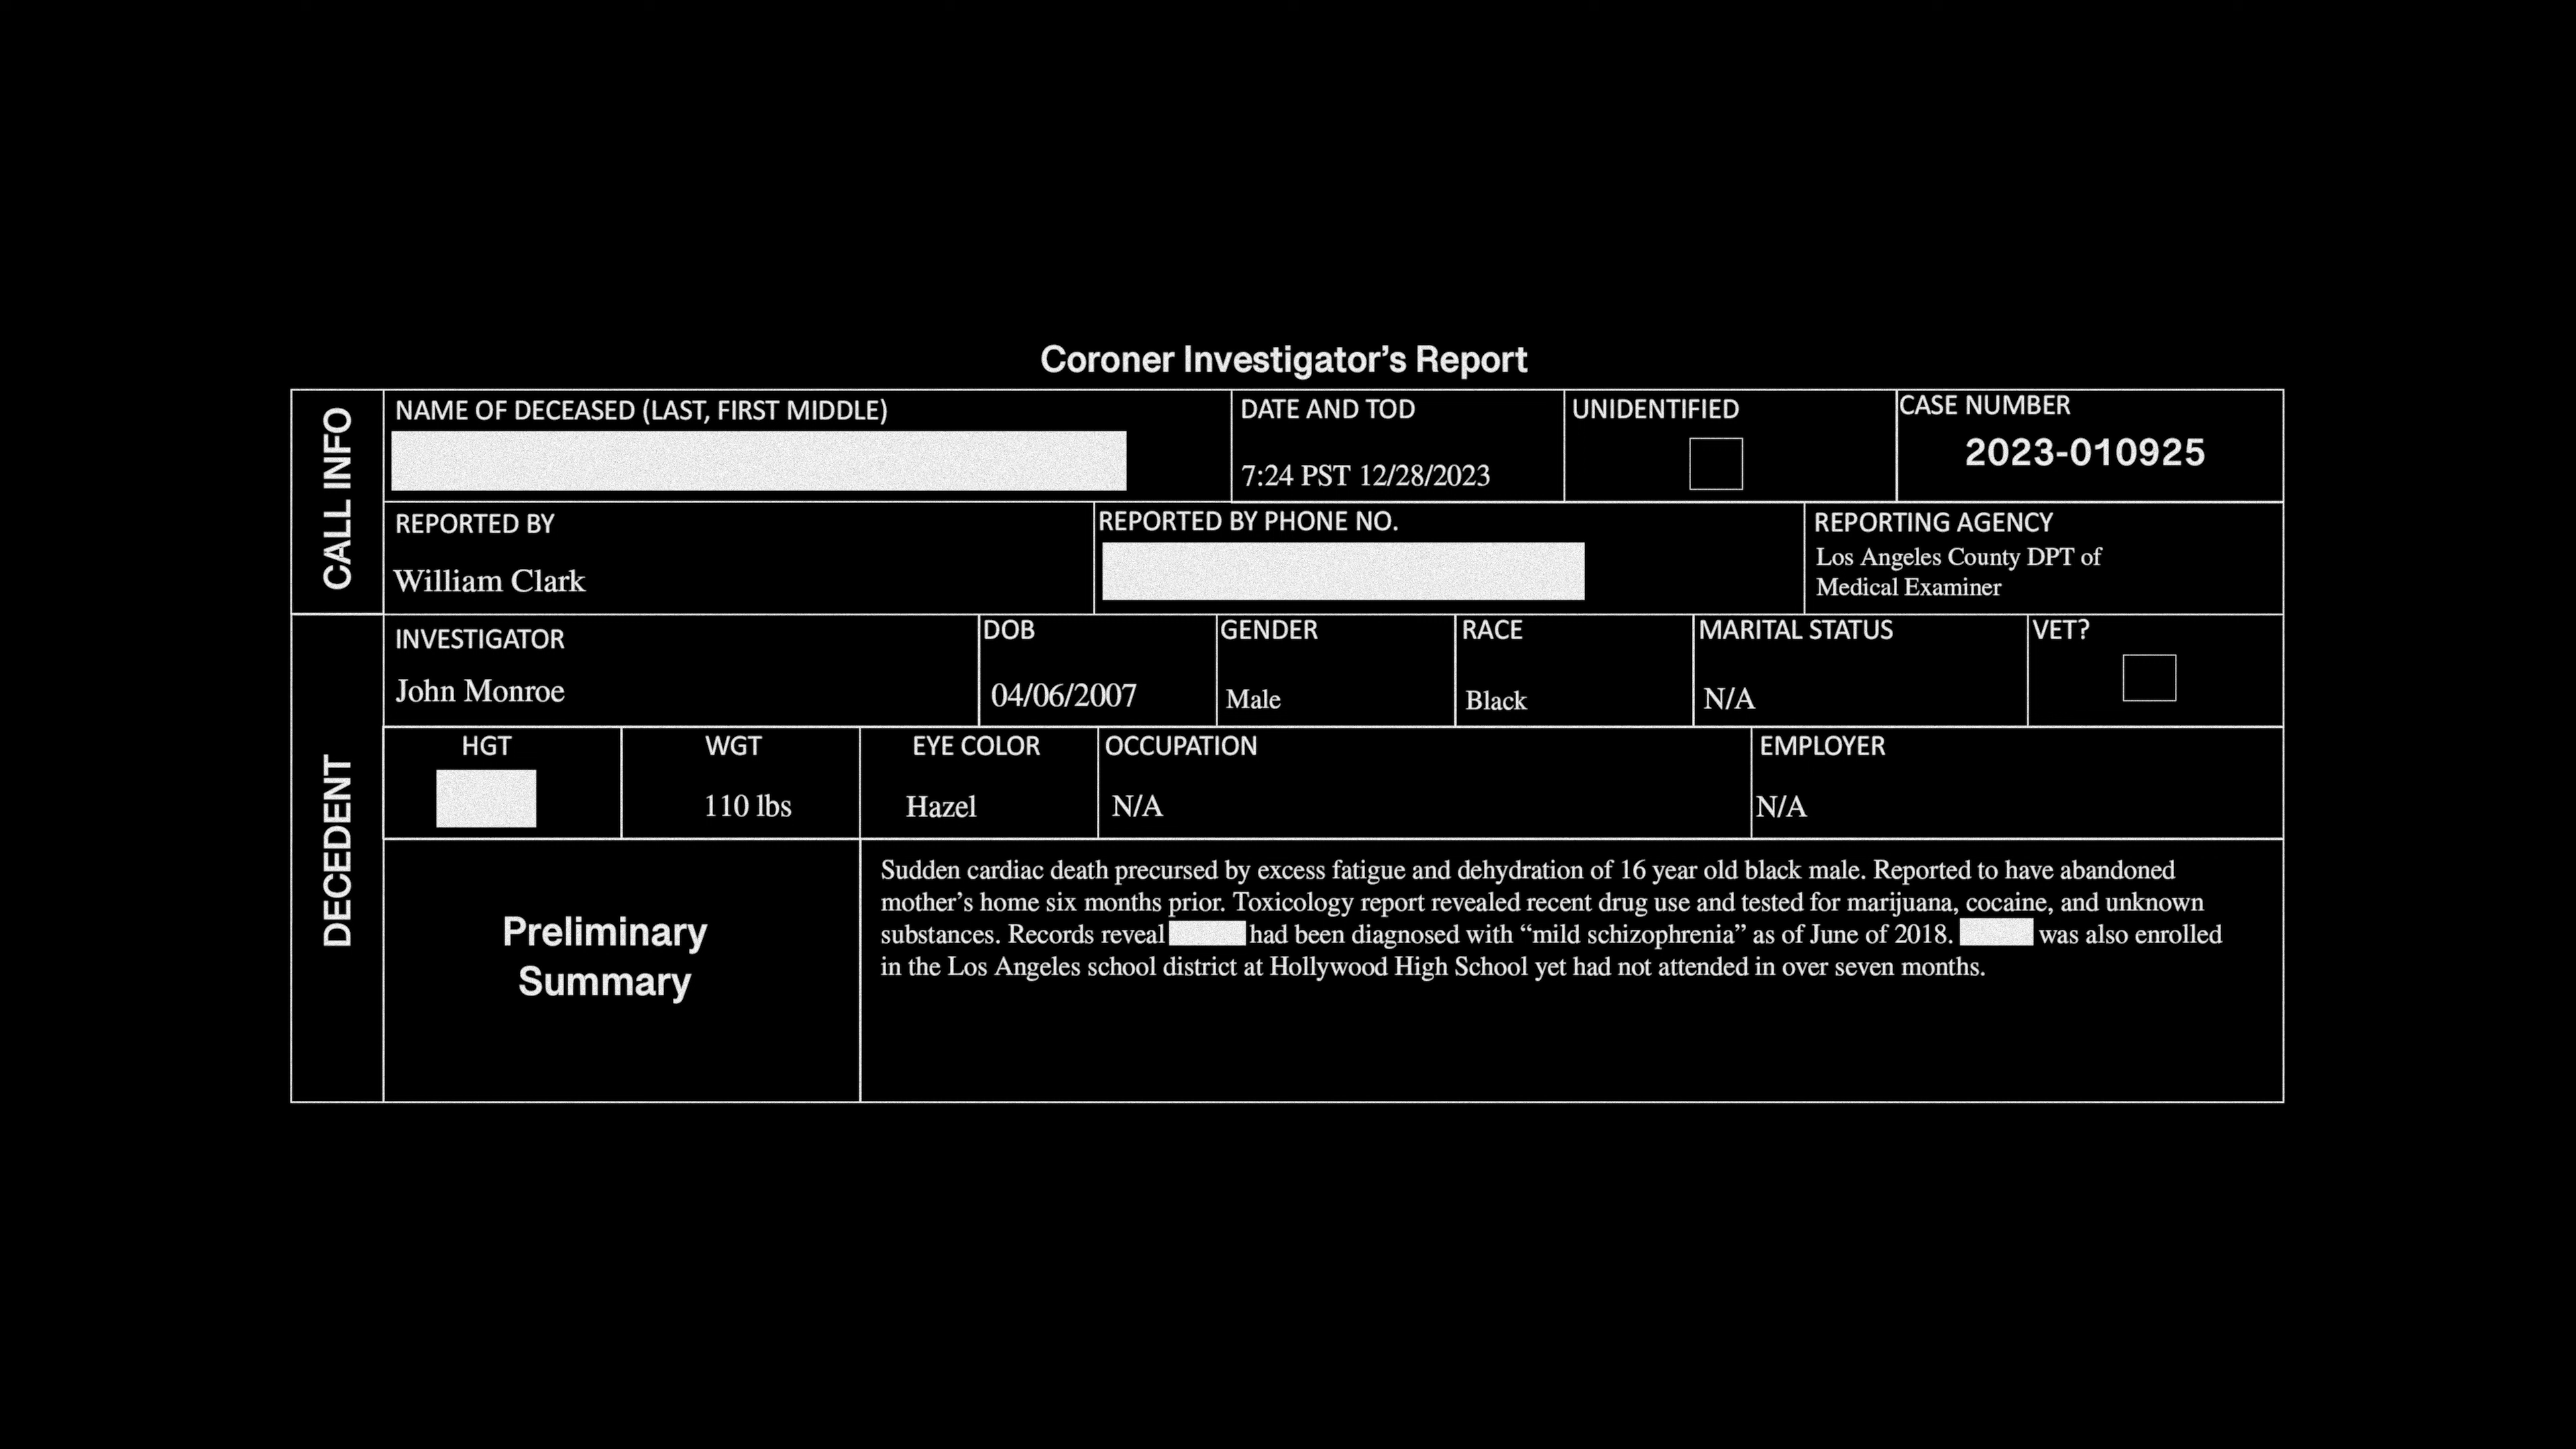 Coroner Investigator's Report
CALL INFO
NAME OF DECEASED (LAST, FIRST MIDDLE)
DATE AND TOD
7:24 PST 12/28/2023
UNIDENTIFIED
CASE NUMBER
2023-010925
REPORTED BY
William Clark
REPORTED BY PHONE NO.
REPORTING AGENCY
Los Angeles County DPT of
Medical Examiner
DECEDENT
INVESTIGATOR
John Monroe
DOB
04/06/2007
GENDER
Male
RACE
Black
MARITAL STATUS
N/A
VET?
HGT
WGT
110 lbs
EYE COLOR
Hazel
OCCUPATION
N/A
EMPLOYER
N/A
Preliminary
Summary
Sudden cardiac death precursed by excess fatigue and dehydration of 16 year old black male. Reported to have abandoned
mother's home six months prior. Toxicology report revealed recent drug use and tested for marijuana, cocaine, and unknown
substances. Records reveal had been diagnosed with “mild schizophrenia” as of June of 2018. was also enrolled
in the Los Angeles school district at Hollywood High School yet had not attended in over seven months.